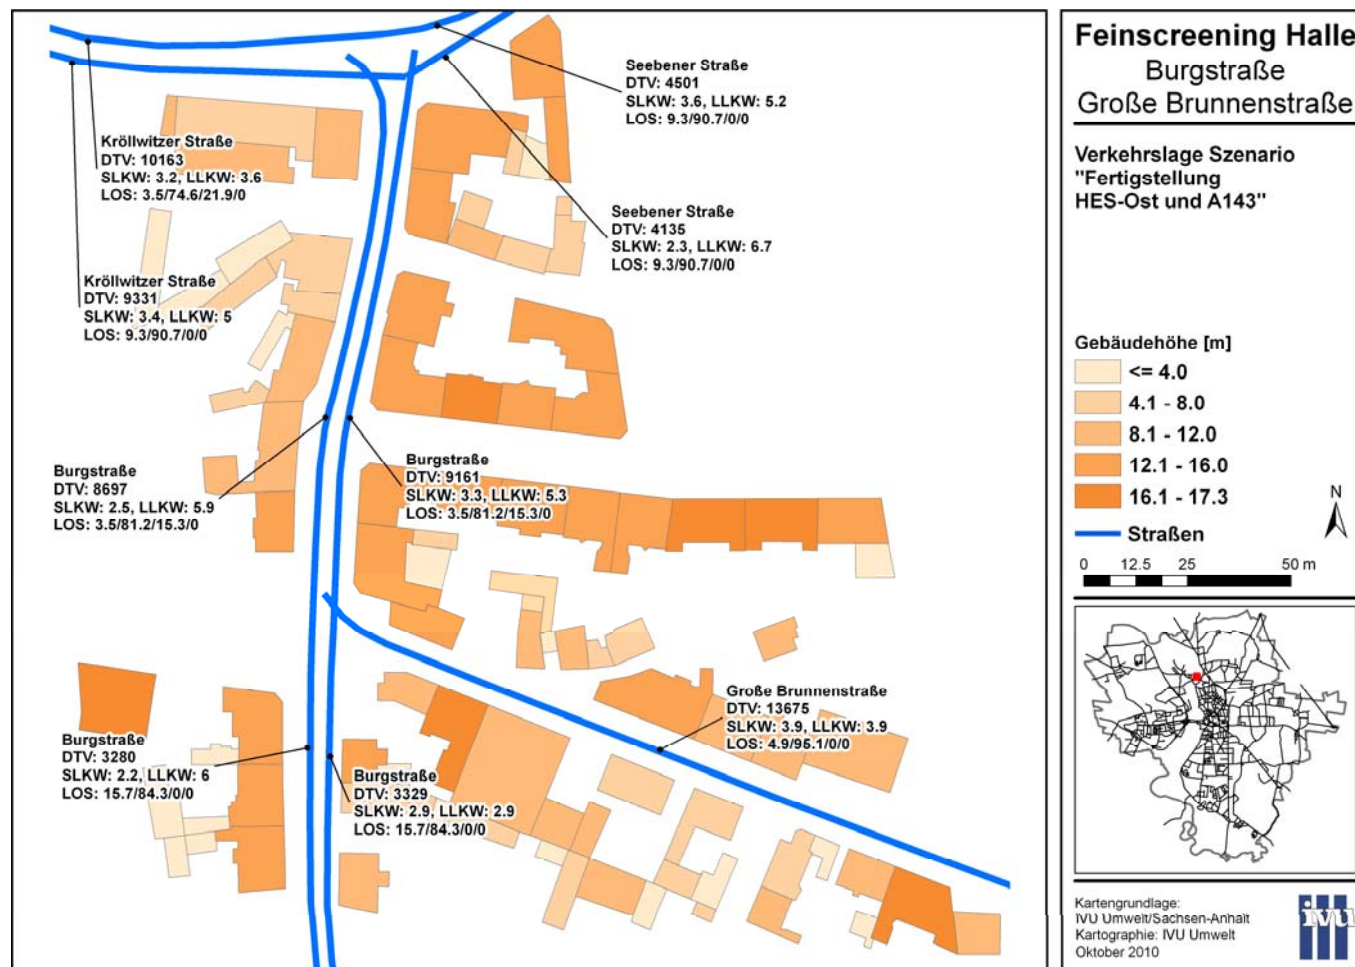 Seebener Straße
DTV: 4501
SLKW: 3.6, LLKW: 5.2
LOS: 9.3/90.7/0/0
Kröllwitzer Straße
DTV: 10163
SLKW: 3.2, LLKW: 3.6
LOS: 3.5/74.6/21.9/0
Seebener Straße
DTV: 4135
SLKW: 2.3, LLKW: 6.7
LOS: 9.3/90.7/0/0
Kröllwitzer Straße
DTV: 9331
SLKW: 3.4, LLKW: 5
LOS: 9.3/90.7/0/0
Burgstraße
DTV: 8697
SLKW: 2.5, LLKW: 5.9
LOS: 3.5/81.2/15.3/0
Burgstraße
DTV: 9161
SLKW: 3.3, LLKW: 5.3
LOS: 3.5/81.2/15.3/0
Große Brunnenstraße
DTV: 13675
SLKW: 3.9, LLKW: 3.9
LOS: 4.9/95.1/0/0
Burgstraße
DTV: 3280
SLKW: 2.2, LLKW: 6
LOS: 15.7/84.3/0/0
Burgstraße
DTV: 3329
SLKW: 2.9, LLKW: 2.9
LOS: 15.7/84.3/0/0
Feinscreening Halle
Burgstraße
Große Brunnenstraße
Verkehrslage Szenario
"Fertigstellung
HES-Ost und A143"
Gebäudehöhe [m]
<= 4.0
4.1 - 8.0
8.1 - 12.0
12.1 - 16.0
16.1 - 17.3
Straßen
N
0 12.5 25 50 m
Kartengrundlage:
IVU Umwelt/Sachsen-Anhalt
Kartographie: IVU Umwelt
Oktober 2010
ivu